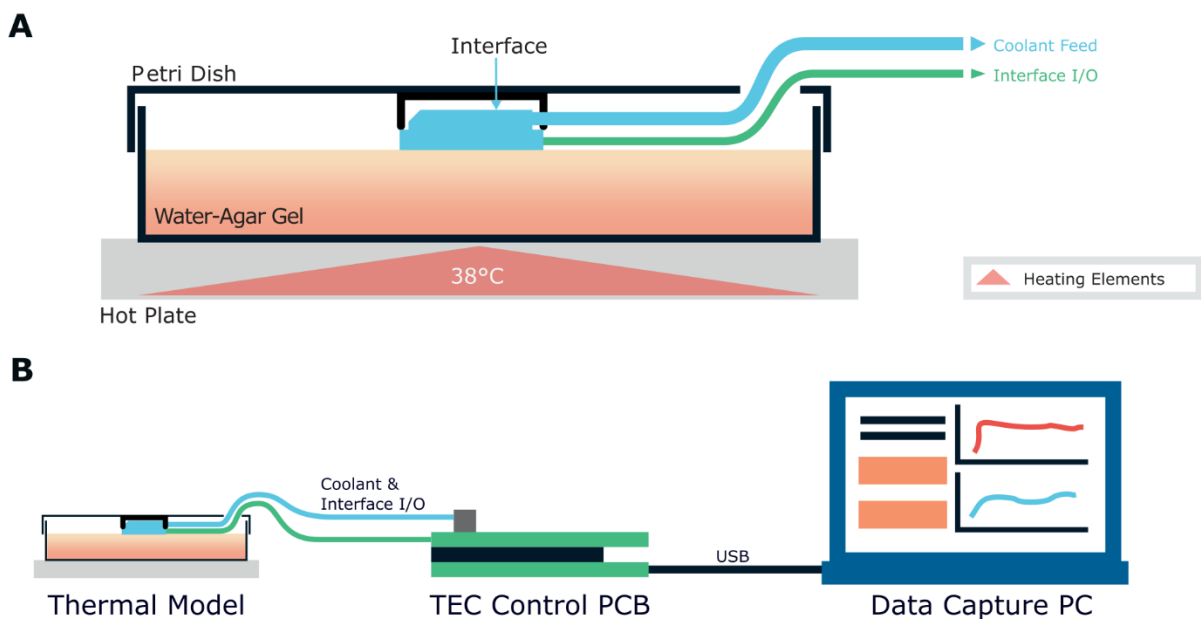 A
Interface
Coolant Feed
Petri Dish
Interface I/O
Water-Agar Gel
38°C
Heating Elements
Hot Plate
B
Coolant &
Interface I/O
USB
Thermal Model
TEC Control PCB
Data Capture PC